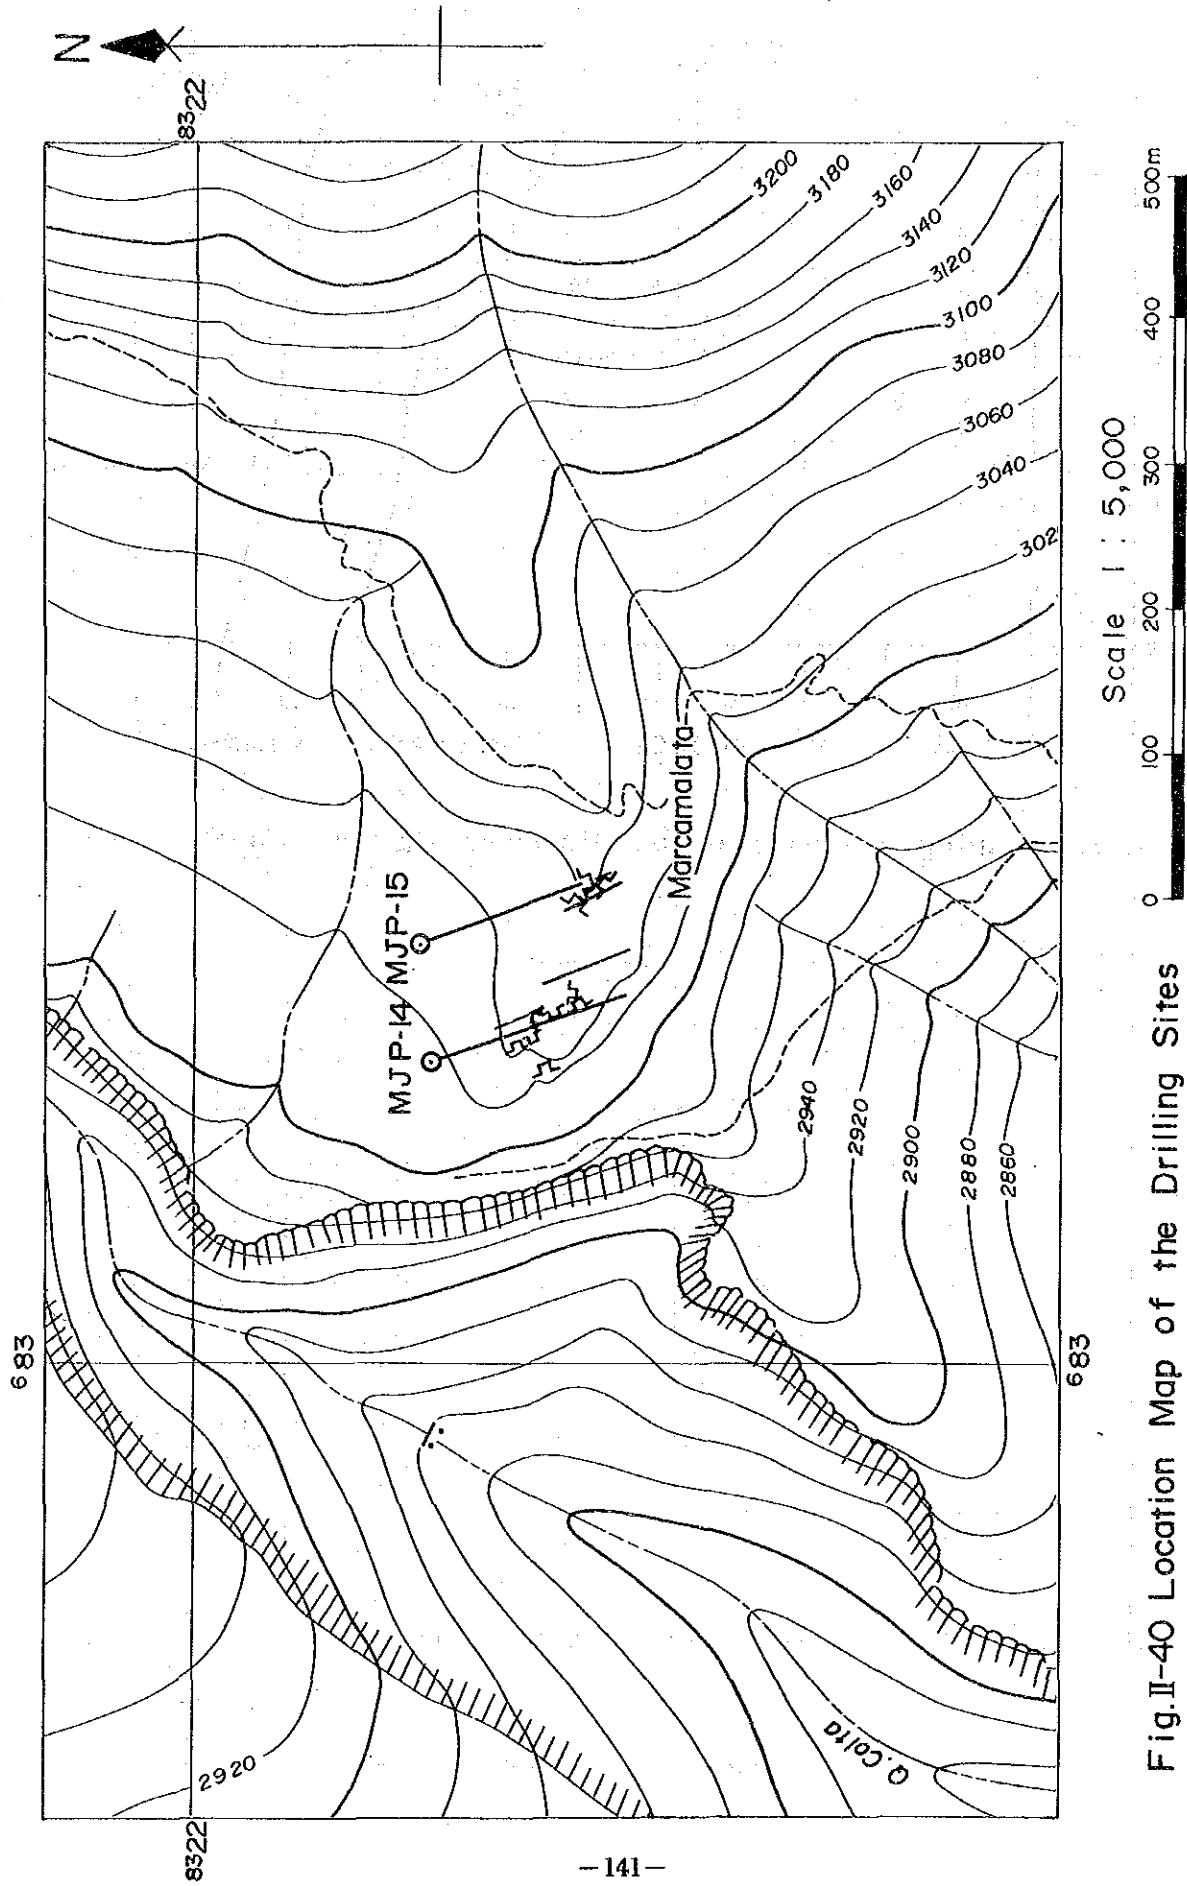 N
8322
683
3200
3180
3160
3140
3120
3100
3080
3060
3040
302
MJP-14
MJP-15
Marcamalata
2940
2920
2900
2880
2860
2920
Q. Colta
8322
683
Scale 1 : 5,000
0 100 200 300 400 500m
Fig.II-40 Location Map of the Drilling Sites
-141-